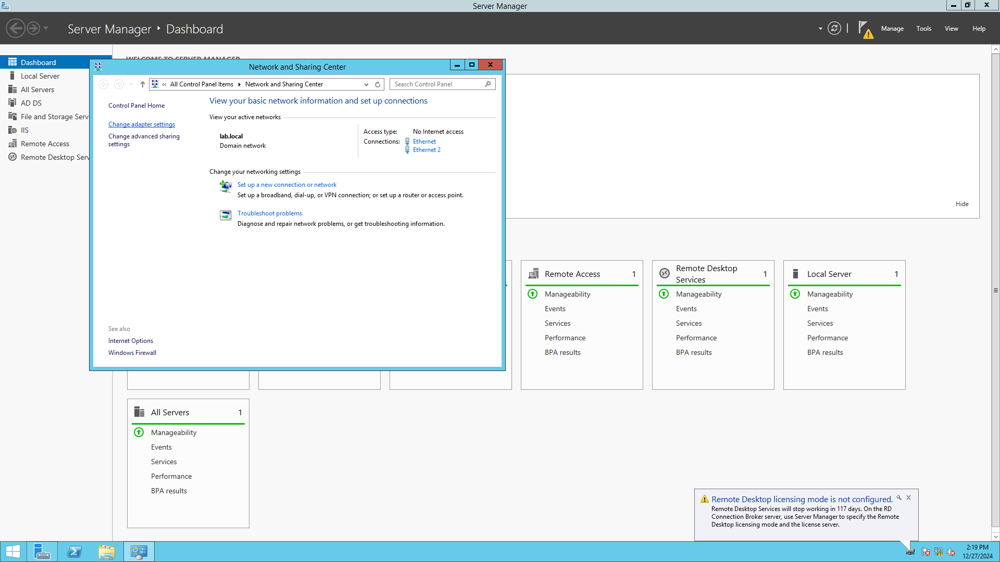 Server Manager
Server Manager ‣ Dashboard
Manage
Tools
View
Help
Dashboard
Local Server
All Servers
AD DS
File and Storage Serv
IIS
Remote Access
Remote Desktop Serv
WELCOME TO SERVER MANAGER
Network and Sharing Center
« All Control Panel Items ▸ Network and Sharing Center
Search Control Panel
Control Panel Home
Change adapter settings
Change advanced sharing
settings
View your basic network information and set up connections
View your active networks
lab.local
Domain network
Access type: No Internet access
Connections: Ethernet
Ethernet 2
Change your networking settings
Set up a new connection or network
Set up a broadband, dial-up, or VPN connection; or set up a router or access point.
Troubleshoot problems
Diagnose and repair network problems, or get troubleshooting information.
See also
Internet Options
Windows Firewall
Hide
Remote Access 1
Manageability
Events
Services
Performance
BPA results
Remote Desktop
Services 1
Manageability
Events
Services
Performance
BPA results
Local Server 1
Manageability
Events
Services
Performance
BPA results
All Servers 1
Manageability
Events
Services
Performance
BPA results
Remote Desktop licensing mode is not configured.
Remote Desktop Services will stop working in 117 days. On the RD
Connection Broker server, use Server Manager to specify the Remote
Desktop licensing mode and the license server.
2:19 PM
12/27/2024